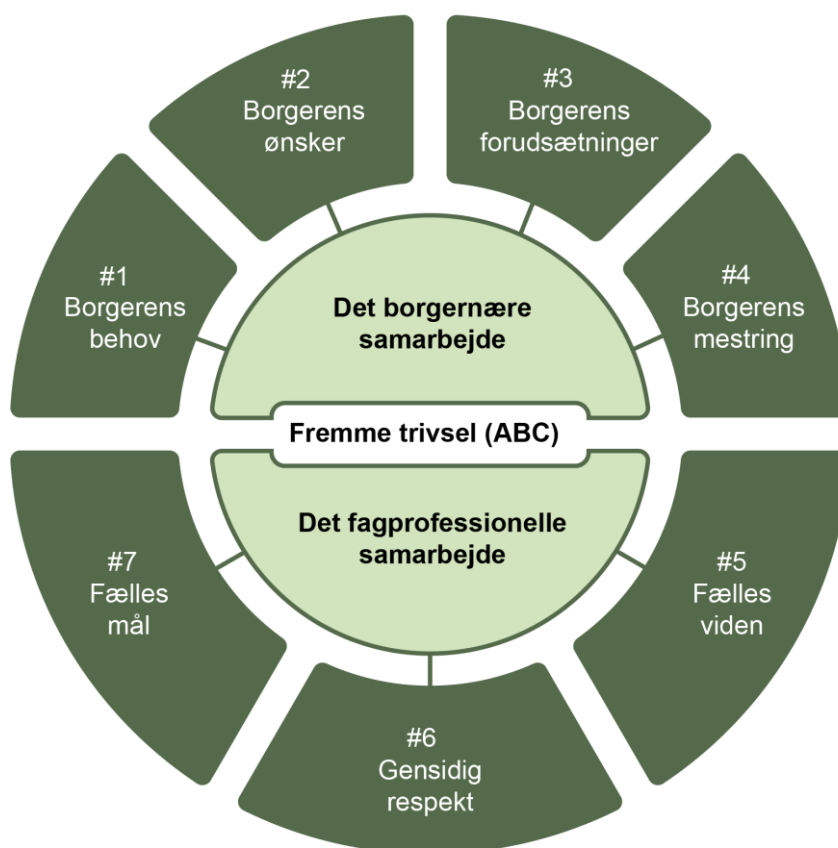 #1
Borgerens
behov
#2
Borgerens
ønsker
#3
Borgerens
forudsætninger
#4
Borgerens
mestring
Det borgernære
samarbejde
Fremme trivsel (ABC)
Det fagprofessionelle
samarbejde
#5
Fælles
viden
#6
Gensidig
respekt
#7
Fælles
mål